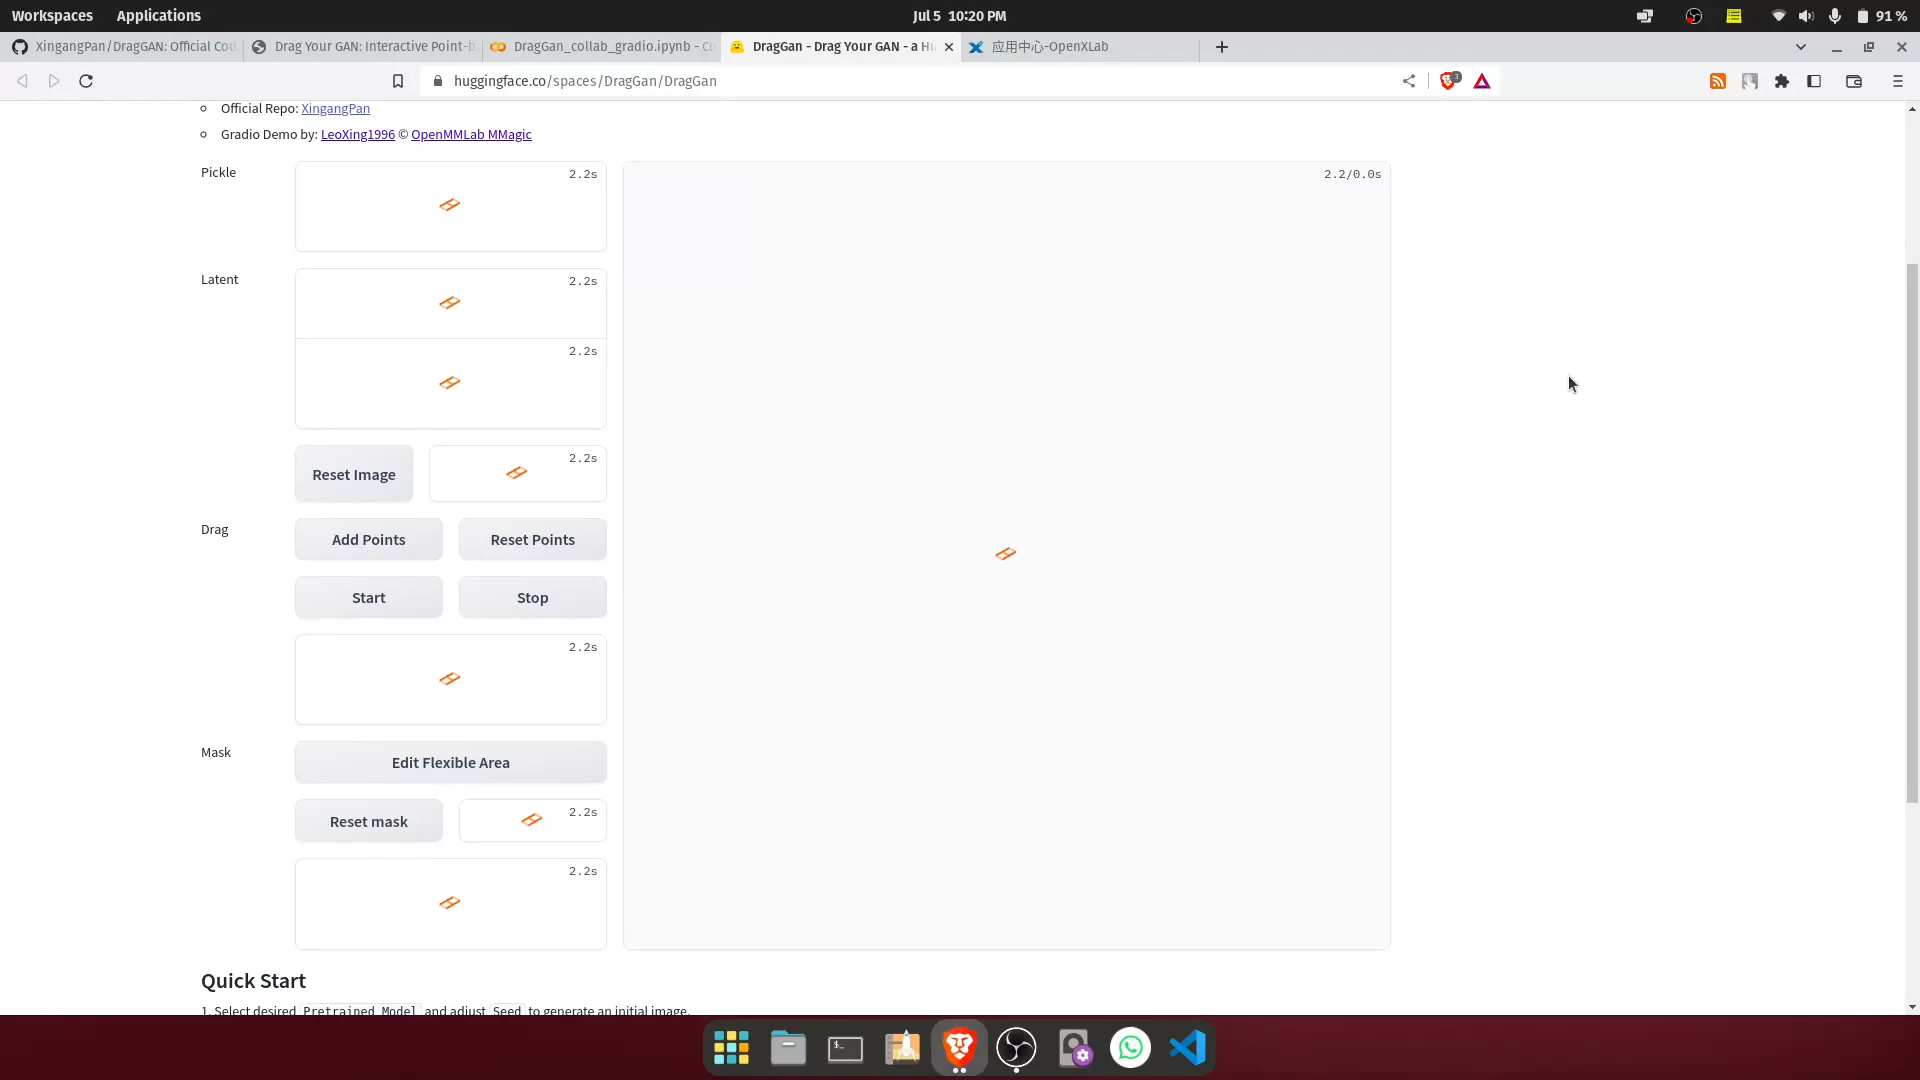 Workspaces Applications Jul 5 10:20 PM 91 %
XingangPan/DragGAN: Official Cod Drag Your GAN: Interactive Point-b DragGan_collab_gradio.ipynb - Co DragGan - Drag Your GAN - a Hu 应用中心-OpenXLab
huggingface.co/spaces/DragGan/DragGan 3
Official Repo: XingangPan
Gradio Demo by: LeoXing1996 © OpenMMLab MMagic
Pickle 2.2s 2.2/0.0s
Latent 2.2s
2.2s
Reset Image 2.2s
Drag Add Points Reset Points
Start Stop
2.2s
Mask Edit Flexible Area
Reset mask 2.2s
2.2s
Quick Start
1. Select desired Pretrained Model and adjust Seed to generate an initial image.